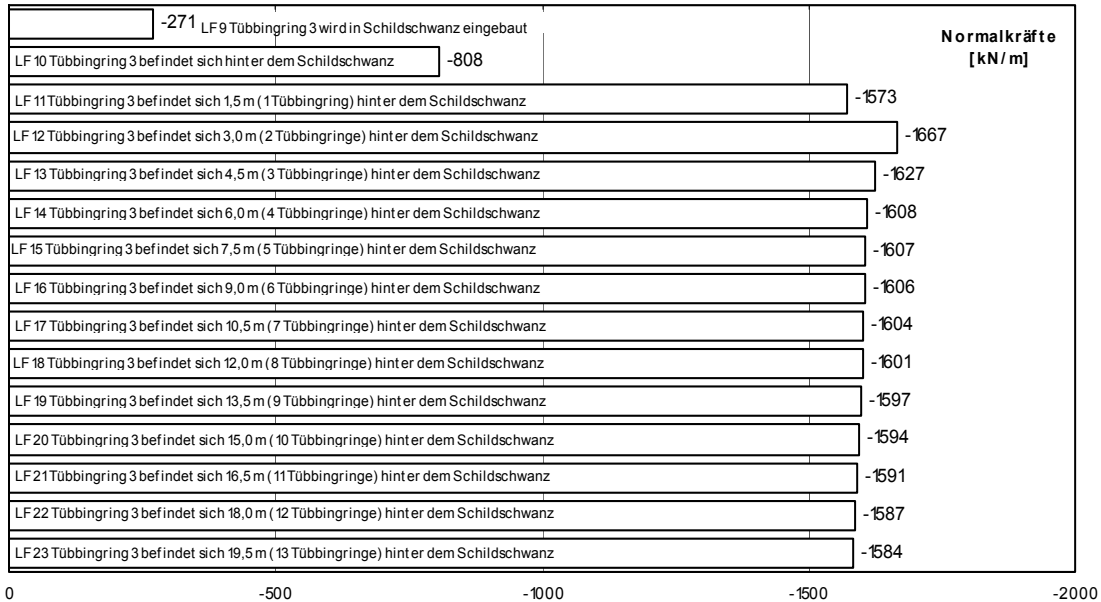 -271 LF 9 Tübbingring 3 wird in Schildschwanz eingebaut
Normalkräfte
[kN/m]
LF 10 Tübbingring 3 befindet sich hinter dem Schildschwanz -808
LF 11 Tübbingring 3 befindet sich 1,5 m (1 Tübbingring) hinter dem Schildschwanz -1573
LF 12 Tübbingring 3 befindet sich 3,0 m (2 Tübbingringe) hinter dem Schildschwanz -1667
LF 13 Tübbingring 3 befindet sich 4,5 m (3 Tübbingringe) hinter dem Schildschwanz -1627
LF 14 Tübbingring 3 befindet sich 6,0 m (4 Tübbingringe) hinter dem Schildschwanz -1608
LF 15 Tübbingring 3 befindet sich 7,5 m (5 Tübbingringe) hinter dem Schildschwanz -1607
LF 16 Tübbingring 3 befindet sich 9,0 m (6 Tübbingringe) hinter dem Schildschwanz -1606
LF 17 Tübbingring 3 befindet sich 10,5 m (7 Tübbingringe) hinter dem Schildschwanz -1604
LF 18 Tübbingring 3 befindet sich 12,0 m (8 Tübbingringe) hinter dem Schildschwanz -1601
LF 19 Tübbingring 3 befindet sich 13,5 m (9 Tübbingringe) hinter dem Schildschwanz -1597
LF 20 Tübbingring 3 befindet sich 15,0 m (10 Tübbingringe) hinter dem Schildschwanz -1594
LF 21 Tübbingring 3 befindet sich 16,5 m (11 Tübbingringe) hinter dem Schildschwanz -1591
LF 22 Tübbingring 3 befindet sich 18,0 m (12 Tübbingringe) hinter dem Schildschwanz -1587
LF 23 Tübbingring 3 befindet sich 19,5 m (13 Tübbingringe) hinter dem Schildschwanz -1584
0 -500 -1000 -1500 -2000